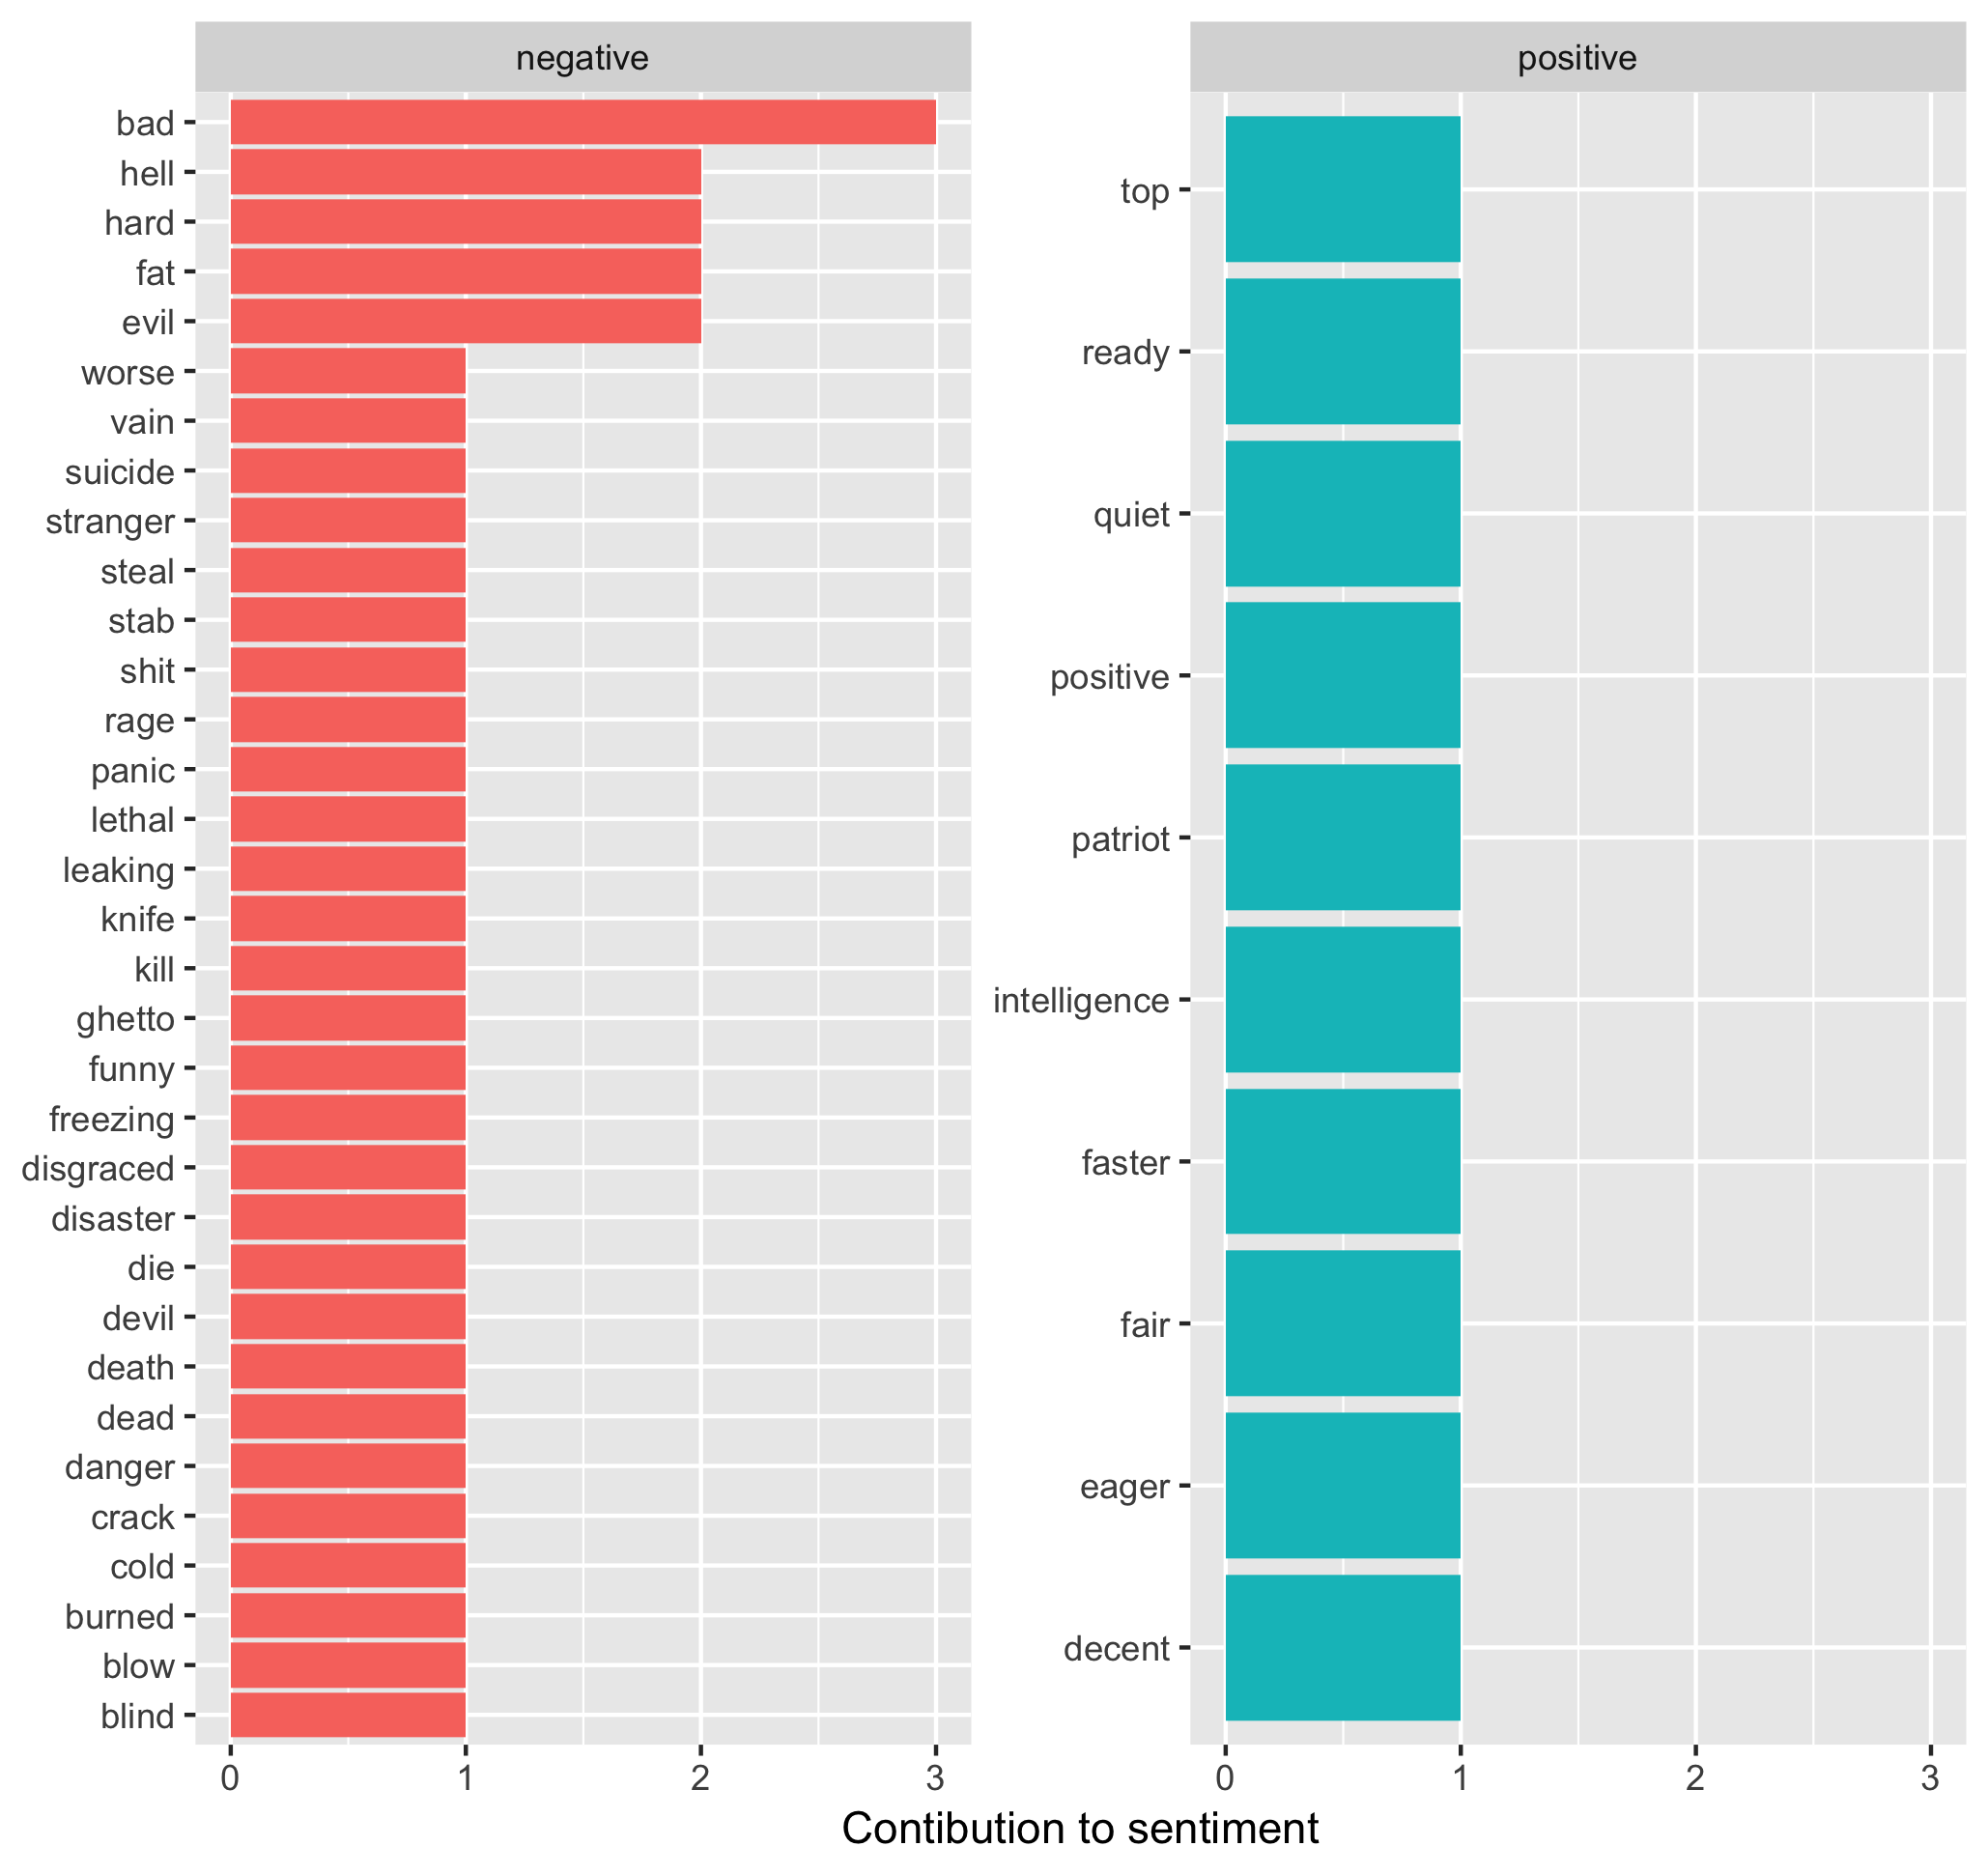 negative
bad
hell
hard
fat
evil
worse
vain
suicide
stranger
steal
stab
shit
rage
panic
lethal
leaking
knife
kill
ghetto
funny
freezing
disgraced
disaster
die
devil
death
dead
danger
crack
cold
burned
blow
blind
0 1 2 3
positive
top
ready
quiet
positive
patriot
intelligence
faster
fair
eager
decent
0 1 2 3
Contibution to sentiment